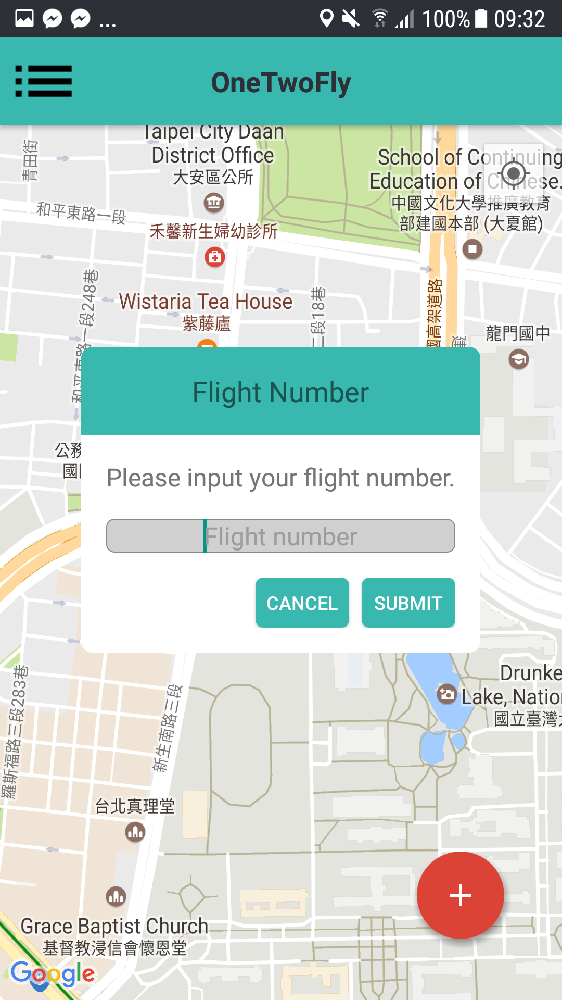 ... 100% 09:32
OneTwoFly
Taipei City Daan
District Office
大安區公所
青田街
School of Continuing
Education of Chinese...
中國文化大學推廣教育
部建國本部 (大夏館)
和平東路一段
禾馨新生婦幼診所
和平東路一段248巷
Wistaria Tea House
紫藤廬
二段18巷
國高架道路
建
龍門國中
Flight Number
公務
國
Please input your flight number.
Flight number
CANCEL SUBMIT
羅斯福路三段283巷
新生南路三段
Drunke
Lake, Natio
國立臺灣
台北真理堂
Grace Baptist Church
基督教浸信會懷恩堂
Google